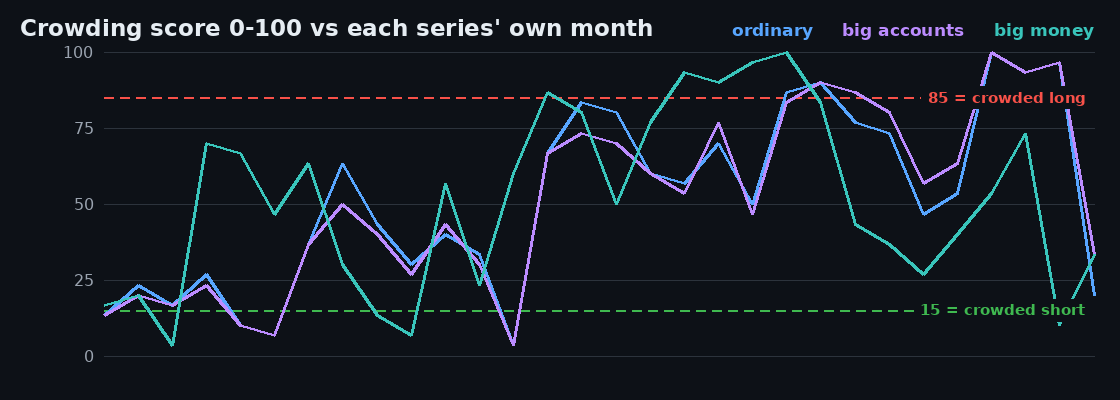 Crowding score 0-100 vs each series' own month
ordinary big accounts big money
100
85 = crowded long
75
50
25
15 = crowded short
0